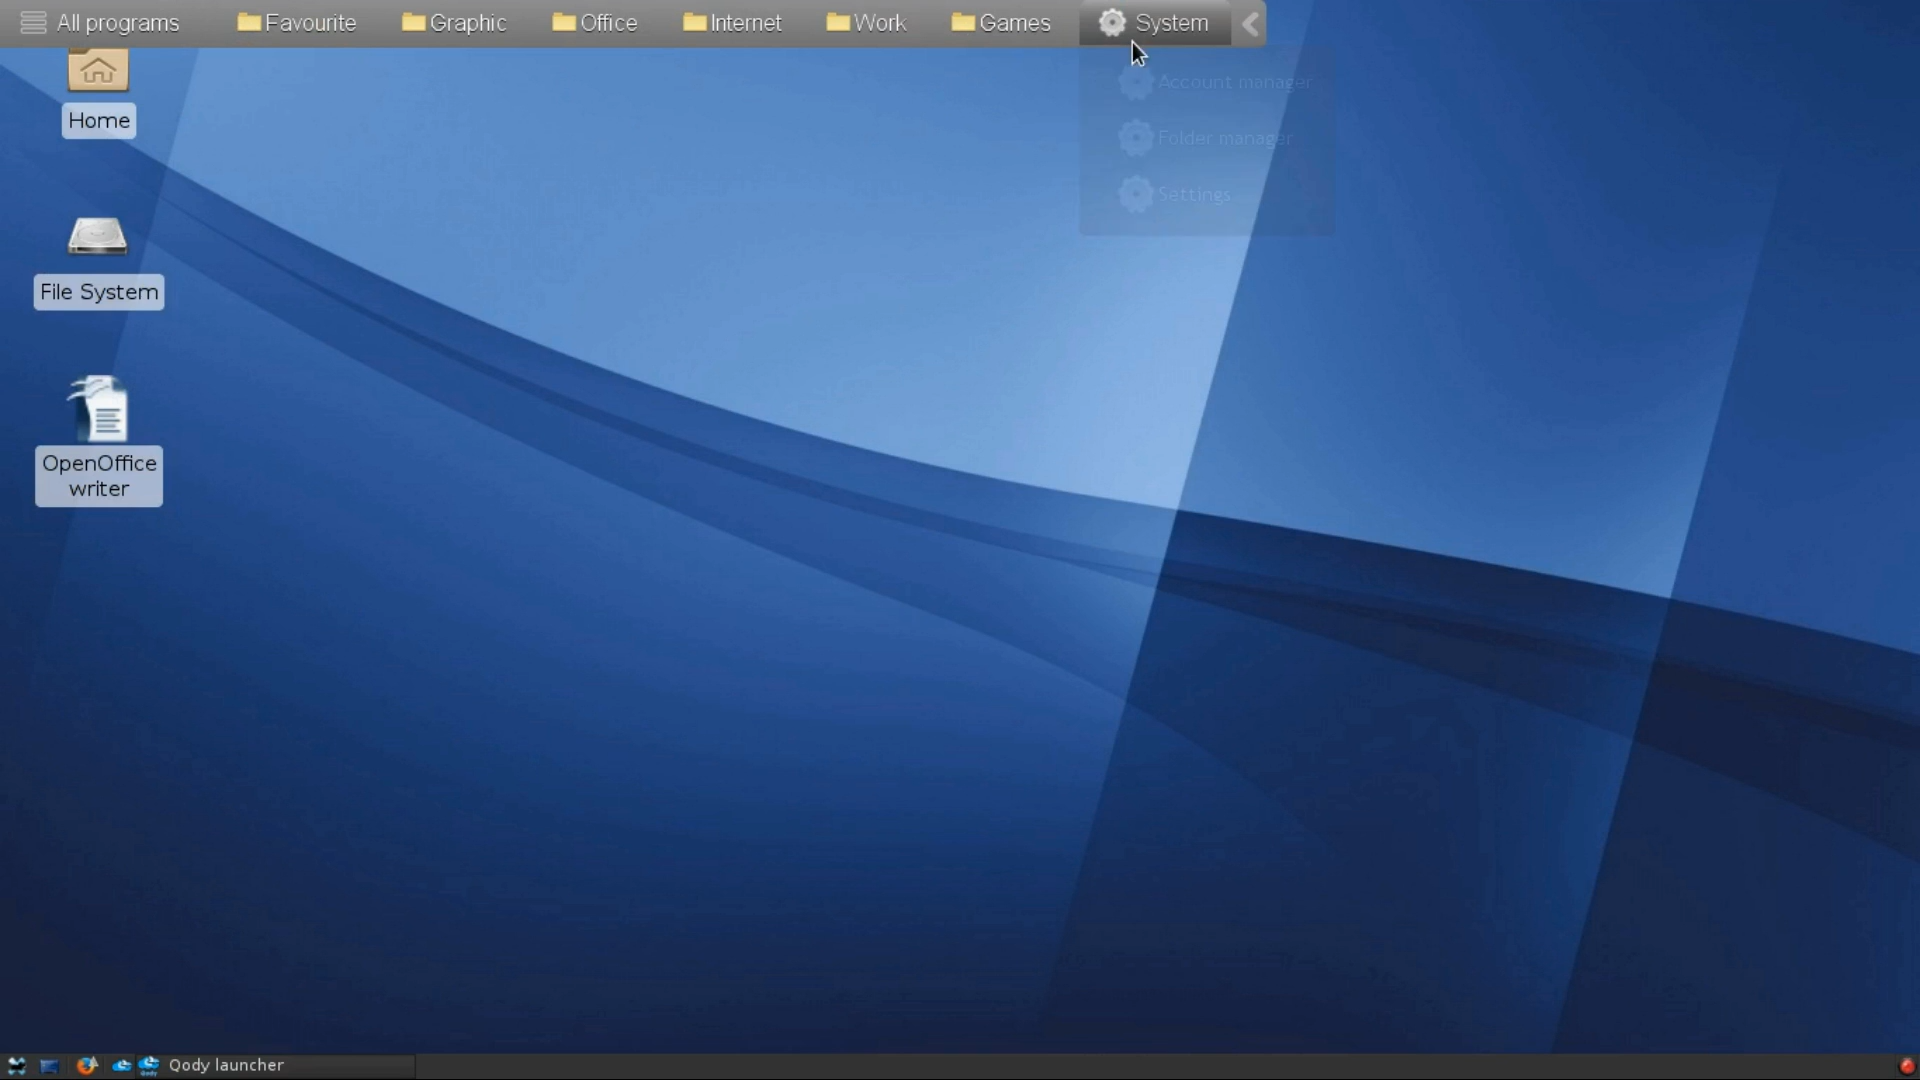 All programs
Favourite
Graphic
Office
Internet
Work
Games
System
Account manager
Folder manager
Settings
Home
File System
OpenOffice
writer
Qody launcher